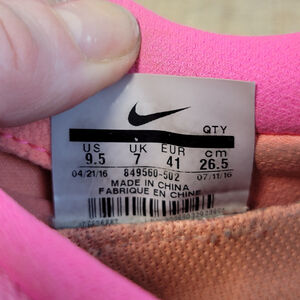 NIKE
QTY
US UK EUR cm
9.5 7 41 26.5
04/21/16 849560-502 07/11/16
MADE IN CHINA
FABRIQUE EN CHINE